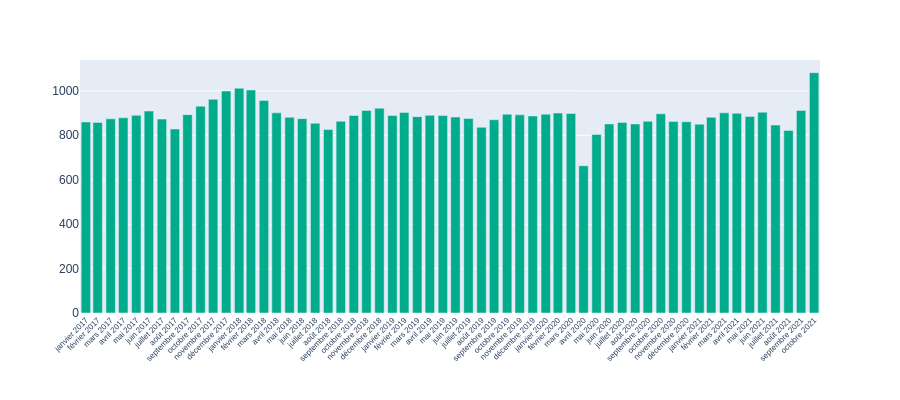 1000
800
600
400
200
0
janvier 2017
février 2017
mars 2017
avril 2017
mai 2017
juin 2017
juillet 2017
août 2017
septembre 2017
octobre 2017
novembre 2017
décembre 2017
janvier 2018
février 2018
mars 2018
avril 2018
mai 2018
juin 2018
juillet 2018
août 2018
septembre 2018
octobre 2018
novembre 2018
décembre 2018
janvier 2019
février 2019
mars 2019
avril 2019
mai 2019
juin 2019
juillet 2019
août 2019
septembre 2019
octobre 2019
novembre 2019
décembre 2019
janvier 2020
février 2020
mars 2020
avril 2020
mai 2020
juin 2020
juillet 2020
août 2020
septembre 2020
octobre 2020
novembre 2020
décembre 2020
janvier 2021
février 2021
mars 2021
avril 2021
mai 2021
juin 2021
juillet 2021
août 2021
septembre 2021
octobre 2021